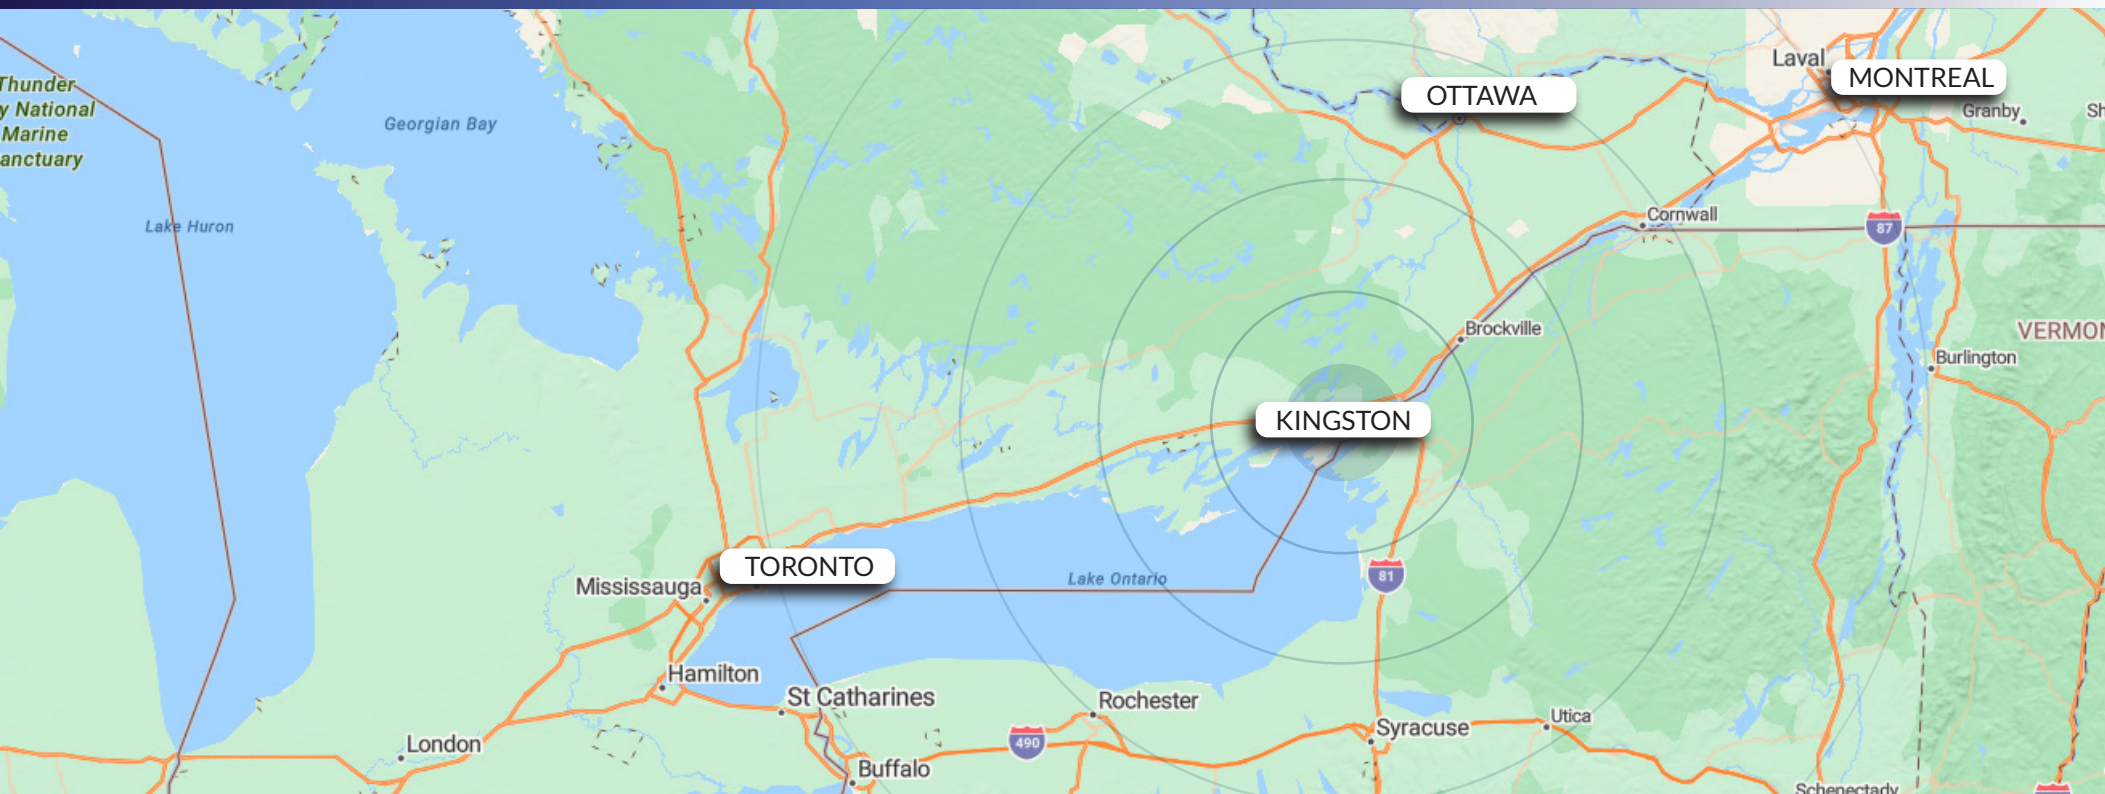 Thunder
y National
Marine
anctuary
Lake Huron
Georgian Bay
OTTAWA
Laval
MONTREAL
Granby
Sh
Cornwall
87
Brockville
VERMON
Burlington
KINGSTON
TORONTO
Mississauga
Lake Ontario
81
Hamilton
St Catharines
Rochester
London
490
Syracuse
Utica
Buffalo
Schenectady